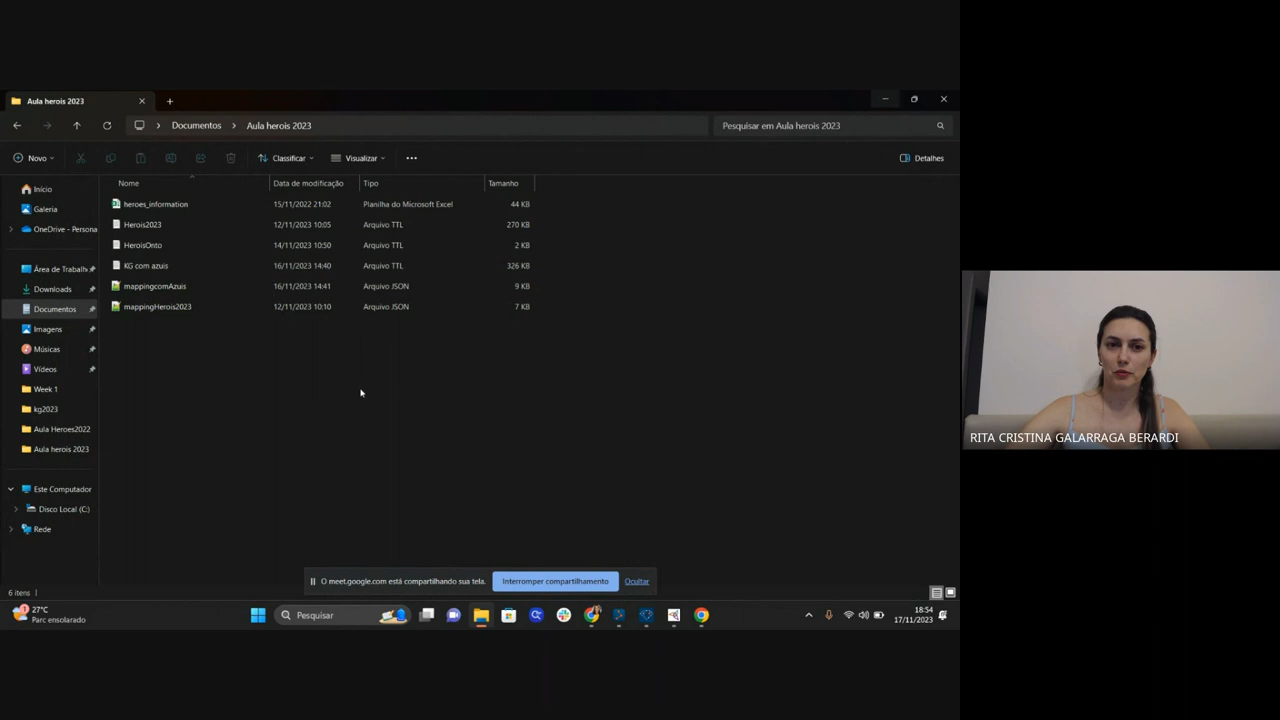 Aula herois 2023
Documentos > Aula herois 2023
Pesquisar em Aula herois 2023
Novo
Classificar
Visualizar
Detalhes
Nome Data de modificação Tipo Tamanho
heroes_information 15/11/2022 21:02 Planilha do Microsoft Excel 44 KB
Herois2023 12/11/2023 10:05 Arquivo TTL 270 KB
HeroisOnto 14/11/2023 10:50 Arquivo TTL 2 KB
KG com azuis 16/11/2023 14:40 Arquivo TTL 326 KB
mappingcomAzuis 16/11/2023 14:41 Arquivo JSON 9 KB
mappingHerois2023 12/11/2023 10:10 Arquivo JSON 7 KB
Início
Galeria
OneDrive - Persona
Área de Trabalh
Downloads
Documentos
Imagens
Músicas
Vídeos
Week 1
kg2023
Aula Heroes2022
Aula herois 2023
Este Computador
Disco Local (C:)
Rede
RITA CRISTINA GALARRAGA BERARDI
O meet.google.com está compartilhando sua tela.
Interromper compartilhamento
Ocultar
6 itens
27°C
Parc ensolarado
Pesquisar
18:54
17/11/2023